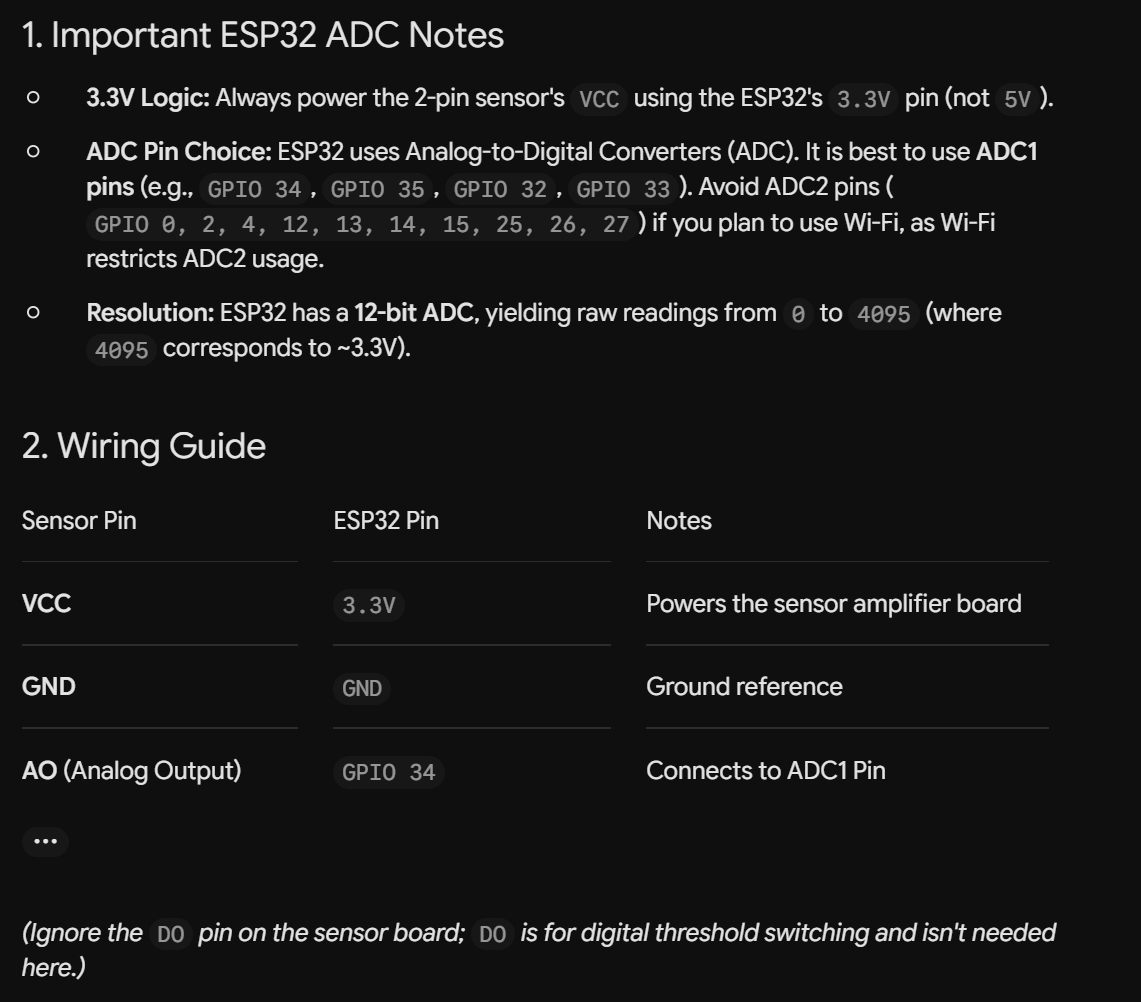 1. Important ESP32 ADC Notes
3.3V Logic: Always power the 2-pin sensor's VCC using the ESP32's 3.3V pin (not 5V ).
ADC Pin Choice: ESP32 uses Analog-to-Digital Converters (ADC). It is best to use ADC1
pins (e.g., GPIO 34 , GPIO 35 , GPIO 32 , GPIO 33 ). Avoid ADC2 pins (
GPIO 0, 2, 4, 12, 13, 14, 15, 25, 26, 27 ) if you plan to use Wi-Fi, as Wi-Fi
restricts ADC2 usage.
Resolution: ESP32 has a 12-bit ADC, yielding raw readings from 0 to 4095 (where
4095 corresponds to ~3.3V).
2. Wiring Guide
Sensor Pin ESP32 Pin Notes
VCC 3.3V Powers the sensor amplifier board
GND GND Ground reference
AO (Analog Output) GPIO 34 Connects to ADC1 Pin
•••
(Ignore the DO pin on the sensor board; DO is for digital threshold switching and isn't needed
here.)